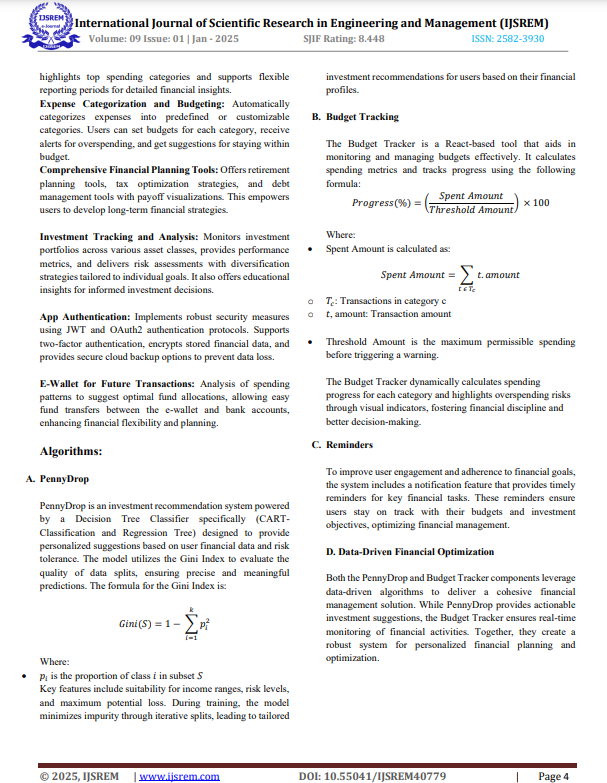 IJSREM
e-Journal
International Journal of Scientific Research in Engineering and Management (IJSREM)
Volume: 09 Issue: 01 | Jan - 2025
SJIF Rating: 8.448
ISSN: 2582-3930
highlights top spending categories and supports flexible
reporting periods for detailed financial insights.
Expense Categorization and Budgeting: Automatically
categorizes expenses into predefined or customizable
categories. Users can set budgets for each category, receive
alerts for overspending, and get suggestions for staying within
budget.
Comprehensive Financial Planning Tools: Offers retirement
planning tools, tax optimization strategies, and debt
management tools with payoff visualizations. This empowers
users to develop long-term financial strategies.
Investment Tracking and Analysis: Monitors investment
portfolios across various asset classes, provides performance
metrics, and delivers risk assessments with diversification
strategies tailored to individual goals. It also offers educational
insights for informed investment decisions.
App Authentication: Implements robust security measures
using JWT and OAuth2 authentication protocols. Supports
two-factor authentication, encrypts stored financial data, and
provides secure cloud backup options to prevent data loss.
E-Wallet for Future Transactions: Analysis of spending
patterns to suggest optimal fund allocations, allowing easy
fund transfers between the e-wallet and bank accounts,
enhancing financial flexibility and planning.
Algorithms:
A. PennyDrop
PennyDrop is an investment recommendation system powered
by a Decision Tree Classifier specifically (CART-
Classification and Regression Tree) designed to provide
personalized suggestions based on user financial data and risk
tolerance. The model utilizes the Gini Index to evaluate the
quality of data splits, ensuring precise and meaningful
predictions. The formula for the Gini Index is:
Gini(S) = 1 − ∑_{i=1}^{k} p_i^2
Where:
• p_i is the proportion of class i in subset S
Key features include suitability for income ranges, risk levels,
and maximum potential loss. During training, the model
minimizes impurity through iterative splits, leading to tailored
investment recommendations for users based on their financial
profiles.
B. Budget Tracking
The Budget Tracker is a React-based tool that aids in
monitoring and managing budgets effectively. It calculates
spending metrics and tracks progress using the following
formula:
Progress(%) = (Spent Amount / Threshold Amount) × 100
Where:
• Spent Amount is calculated as:
Spent Amount = ∑_{t ϵ T_c} t.amount
o T_c: Transactions in category c
o t, amount: Transaction amount
• Threshold Amount is the maximum permissible spending
before triggering a warning.
The Budget Tracker dynamically calculates spending
progress for each category and highlights overspending risks
through visual indicators, fostering financial discipline and
better decision-making.
C. Reminders
To improve user engagement and adherence to financial goals,
the system includes a notification feature that provides timely
reminders for key financial tasks. These reminders ensure
users stay on track with their budgets and investment
objectives, optimizing financial management.
D. Data-Driven Financial Optimization
Both the PennyDrop and Budget Tracker components leverage
data-driven algorithms to deliver a cohesive financial
management solution. While PennyDrop provides actionable
investment suggestions, the Budget Tracker ensures real-time
monitoring of financial activities. Together, they create a
robust system for personalized financial planning and
optimization.
© 2025, IJSREM | www.ijsrem.com DOI: 10.55041/IJSREM40779 | Page 4